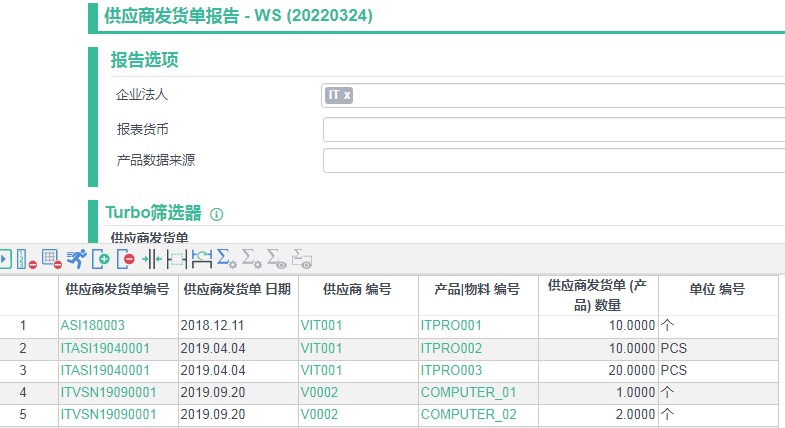 供应商发货单报告 - WS (20220324)
报告选项
企业法人 IT x
报表货币
产品数据来源
Turbo筛选器
供应商发货单
供应商发货单编号 供应商发货单 日期 供应商 编号 产品|物料 编号 供应商发货单 (产品) 数量 单位 编号
1 ASI180003 2018.12.11 VIT001 ITPRO001 10.0000 个
2 ITASI19040001 2019.04.04 VIT001 ITPRO002 10.0000 PCS
3 ITASI19040001 2019.04.04 VIT001 ITPRO003 20.0000 PCS
4 ITVSN19090001 2019.09.20 V0002 COMPUTER_01 1.0000 个
5 ITVSN19090001 2019.09.20 V0002 COMPUTER_02 2.0000 个